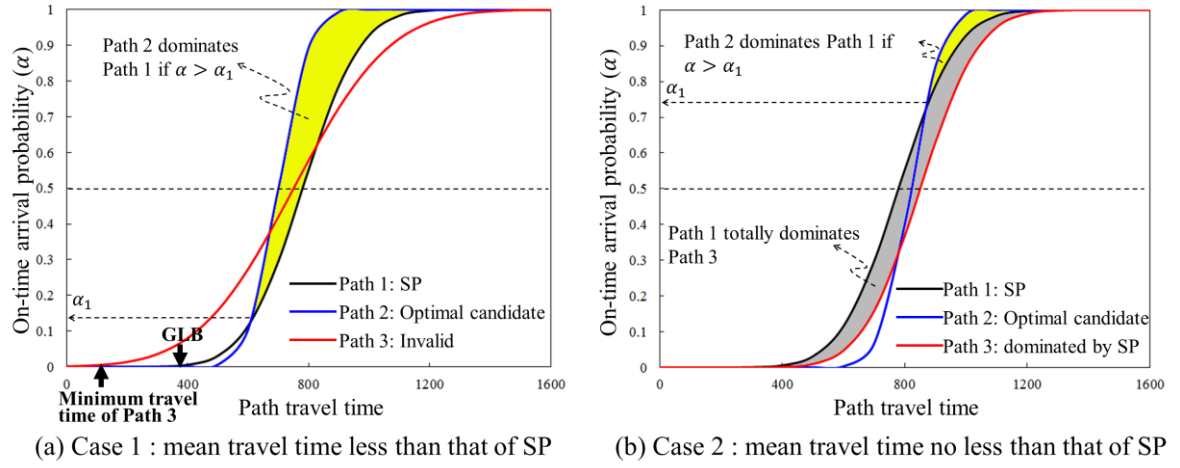 On-time arrival probability (α)
1
0.9
0.8
0.7
0.6
0.5
0.4
0.3
0.2
0.1
0
Path 2 dominates
Path 1 if α > α₁
α₁
GLB
Path 1: SP
Path 2: Optimal candidate
Path 3: Invalid
0
400
800
1200
1600
Minimum travel
time of Path 3
Path travel time
(a) Case 1 : mean travel time less than that of SP
On-time arrival probability (α)
1
0.9
0.8
0.7
0.6
0.5
0.4
0.3
0.2
0.1
0
Path 2 dominates Path 1 if
α > α₁
α₁
Path 1 totally dominates
Path 3
Path 1: SP
Path 2: Optimal candidate
Path 3: dominated by SP
0
400
800
1200
1600
Path travel time
(b) Case 2 : mean travel time no less than that of SP